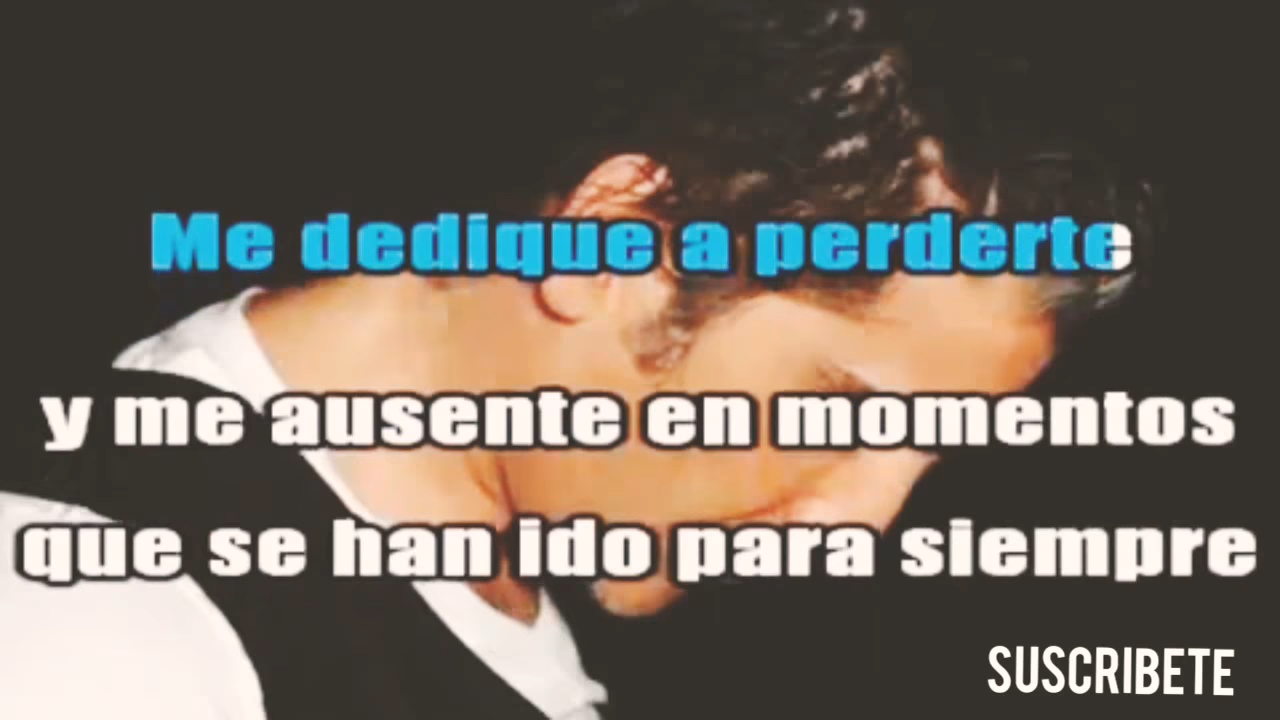 Me dedique a perderte
y me ausente en momentos
que se han ido para siempre
SUSCRIBETE